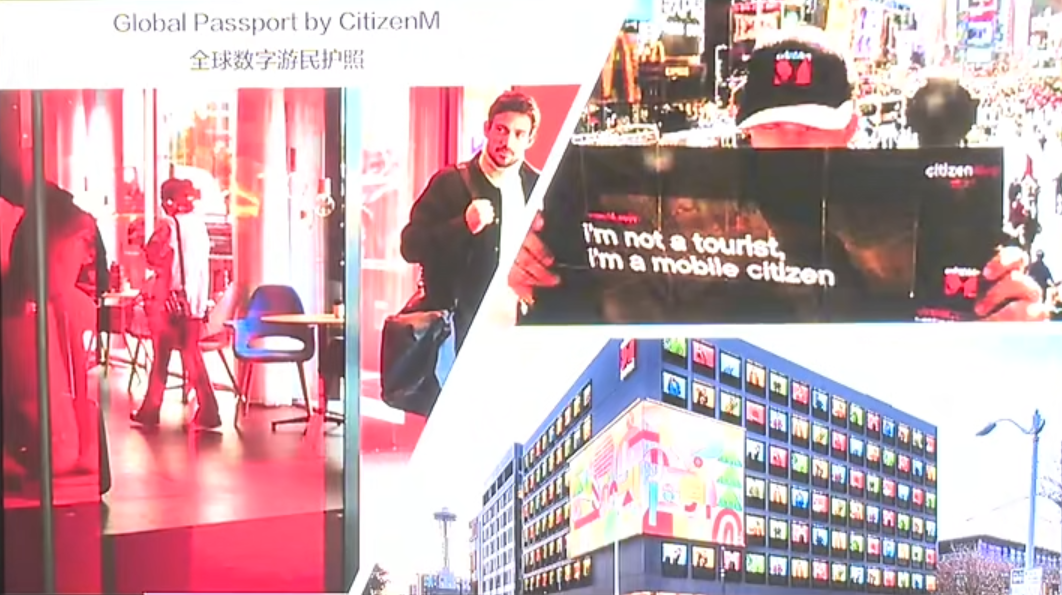 Global Passport by CitizenM
全球数字游民护照
citizen
i'm not a tourist,
i'm a mobile citizen